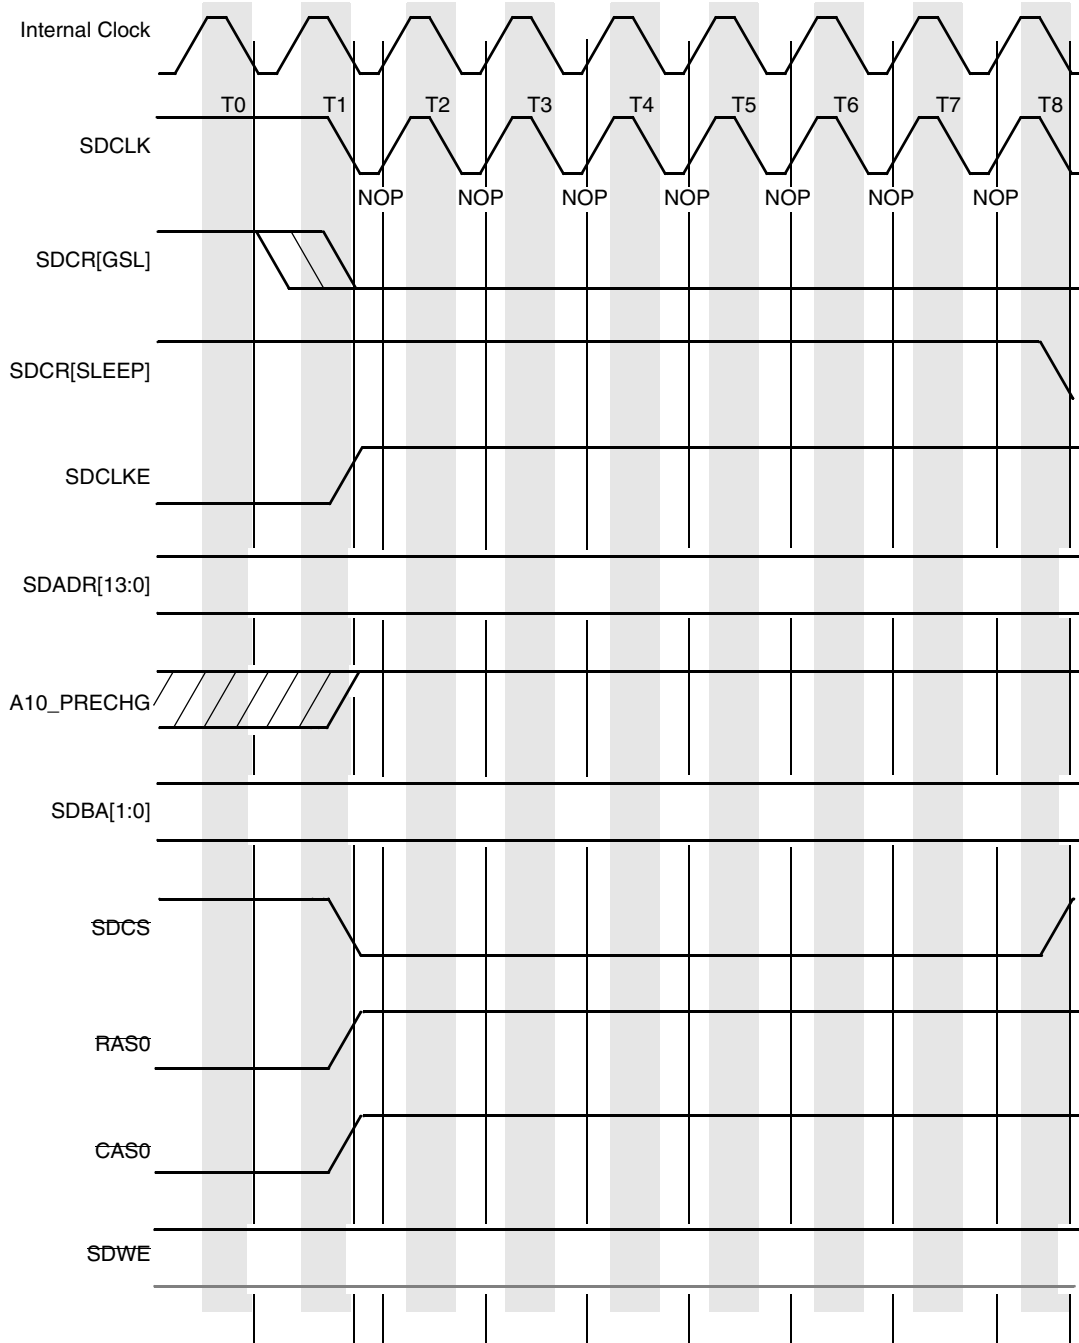 Internal Clock
T0 T1 T2 T3 T4 T5 T6 T7 T8
SDCLK
NOP NOP NOP NOP NOP NOP NOP
SDCR[GSL]
SDCR[SLEEP]
SDCLKE
SDADR[13:0]
A10_PRECHG
SDBA[1:0]
SDCS
RAS0
CAS0
SDWE